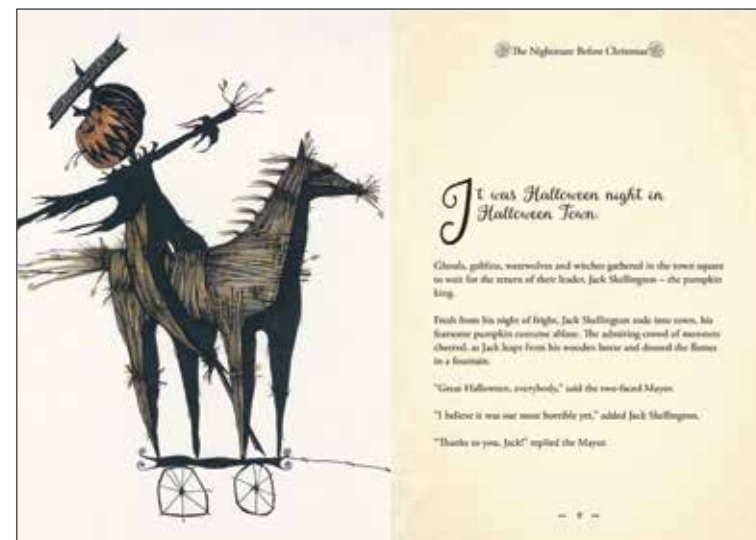 The Nightmare Before Christmas
It was Halloween night in
Halloween Town.
Ghouls, goblins, werewolves and witches gathered in the town square
to wait for the return of their leader, Jack Skellington – the pumpkin
king.
Fresh from his night of fright, Jack Skellington rode into town, his
fearsome pumpkin costume ablaze. The admiring crowd of monsters
cheered, as Jack leapt from his wooden horse and doused the flames
in a fountain.
"Great Halloween, everybody," said the two-faced Mayor.
"I believe it was our most horrible yet," added Jack Skellington.
"Thanks to you, Jack!" replied the Mayor.